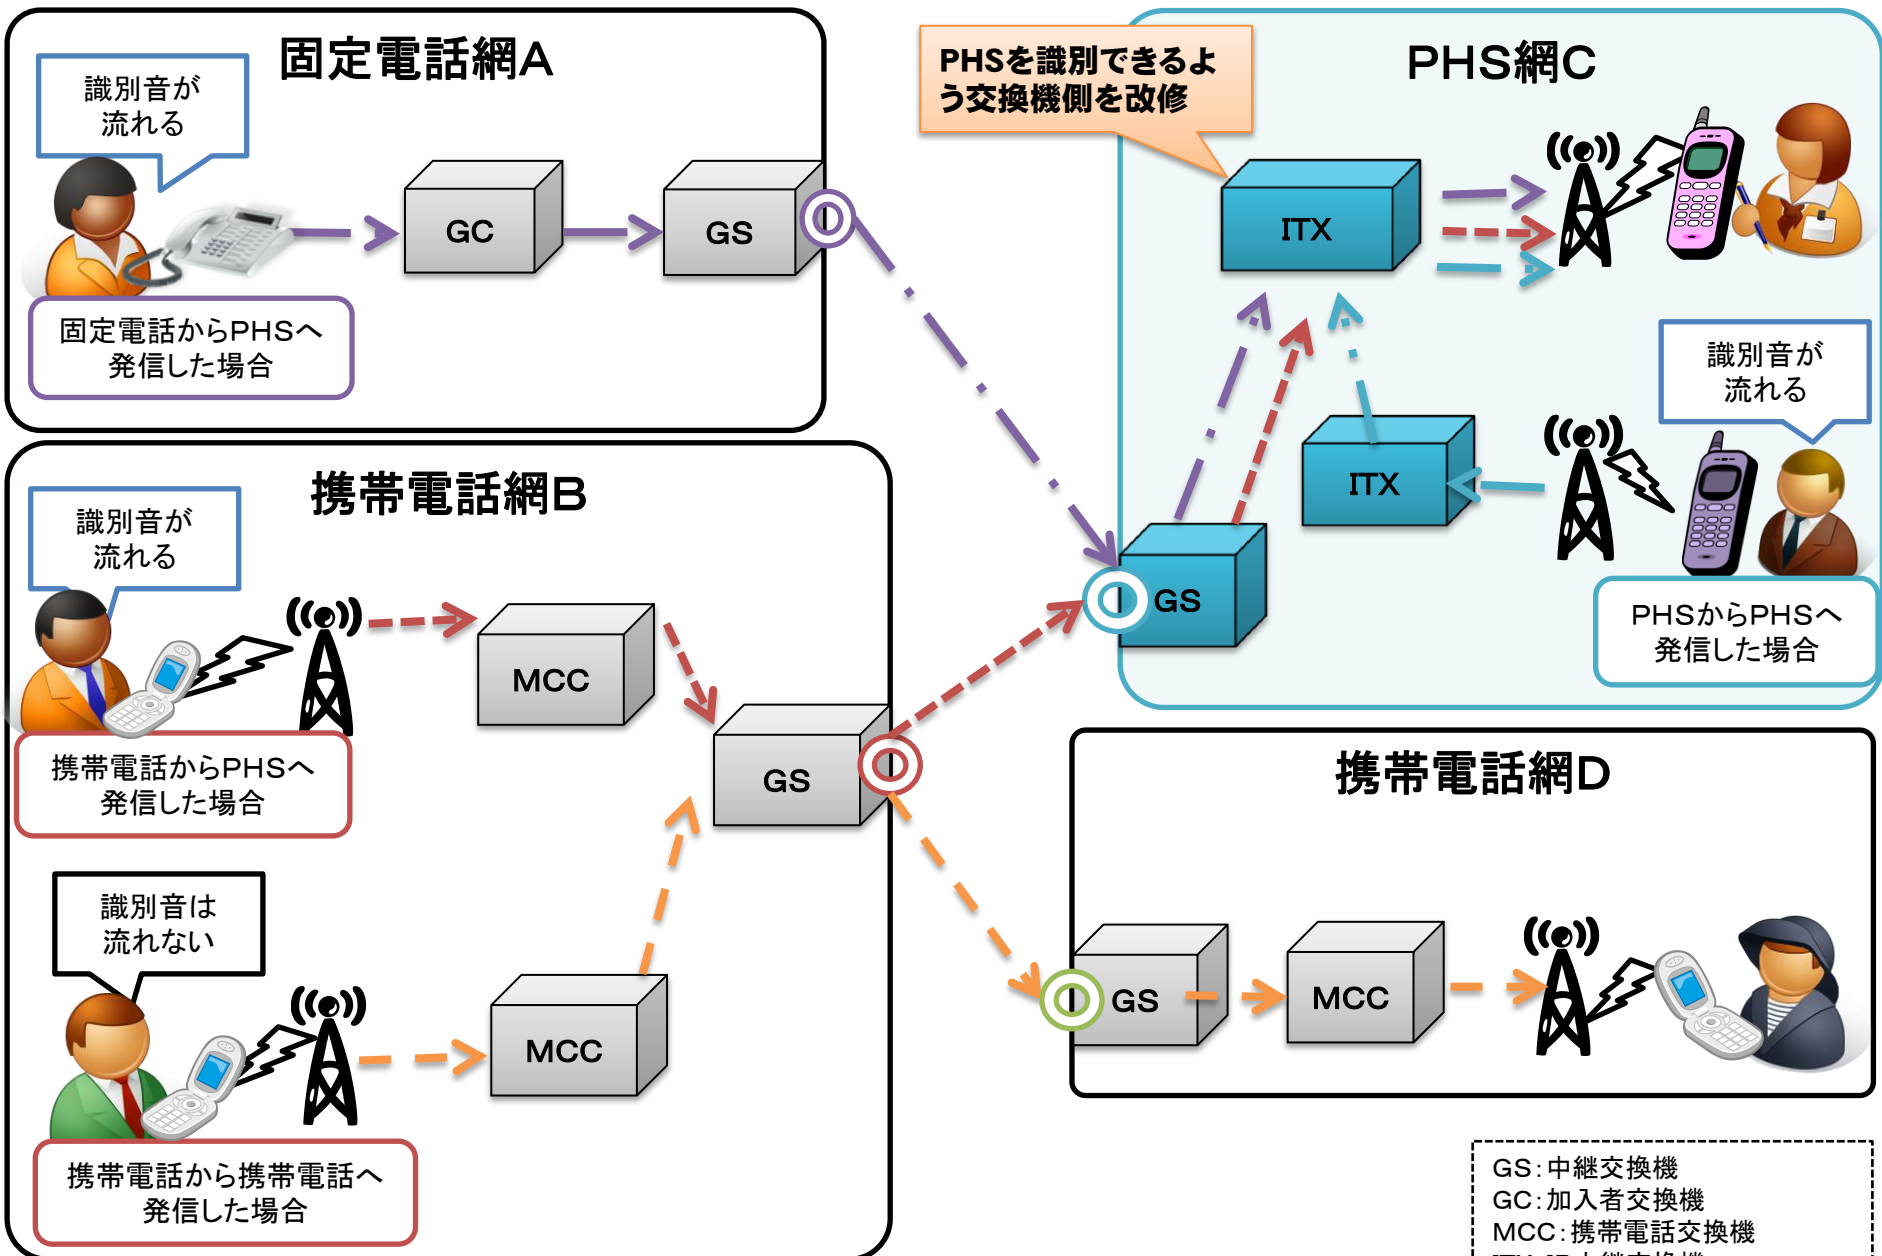 固定電話網A
識別音が
流れる
GC
GS
固定電話からPHSへ
発信した場合
PHSを識別できるよ
う交換機側を改修
PHS網C
ITX
識別音が
流れる
ITX
GS
PHSからPHSへ
発信した場合
携帯電話網B
識別音が
流れる
MCC
GS
携帯電話からPHSへ
発信した場合
識別音は
流れない
MCC
携帯電話から携帯電話へ
発信した場合
携帯電話網D
GS
MCC
GS:中継交換機
GC:加入者交換機
MCC:携帯電話交換機